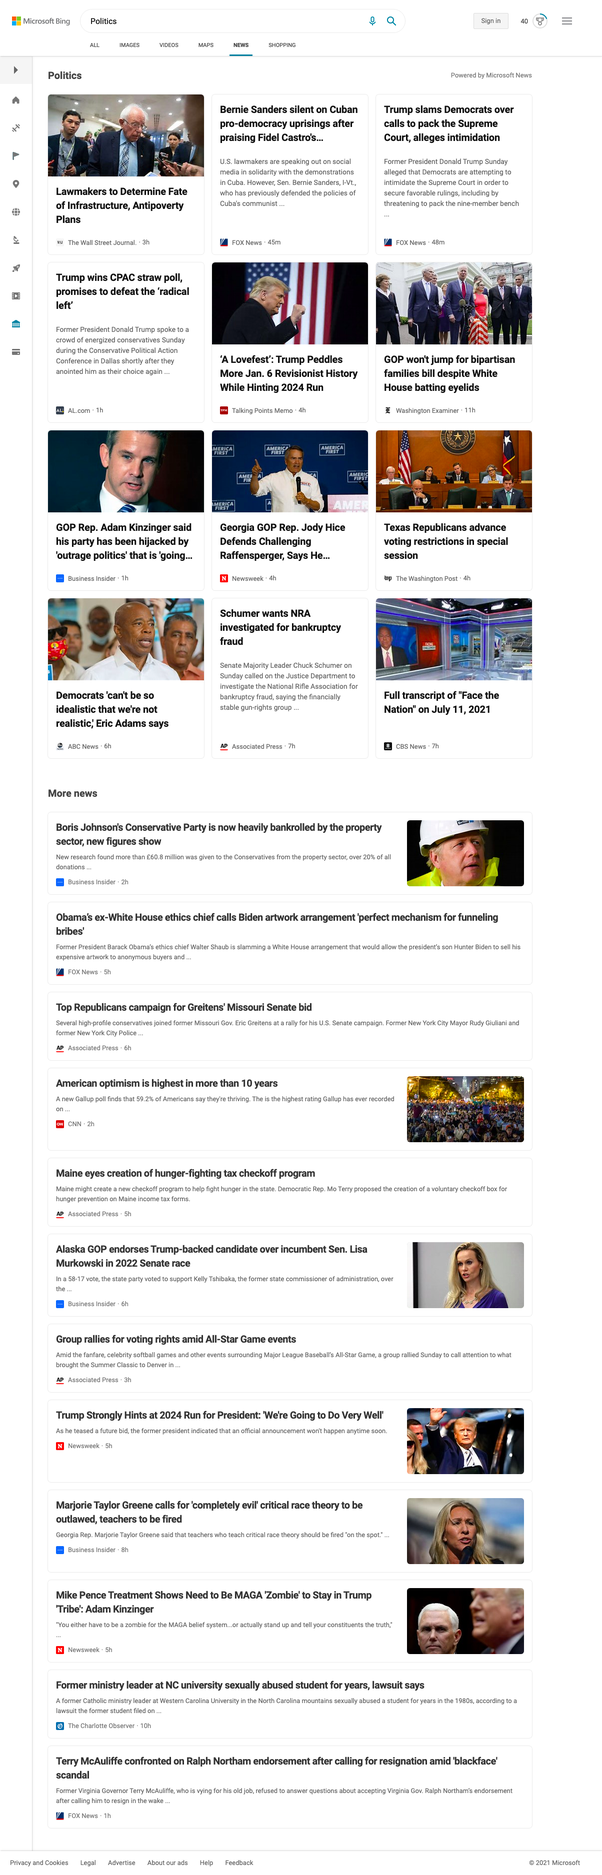 Microsoft Bing
Politics
Sign in
40
ALL IMAGES VIDEOS MAPS NEWS SHOPPING
Politics
Powered by Microsoft News
Lawmakers to Determine Fate
of Infrastructure, Antipoverty
Plans
The Wall Street Journal. · 3h
Bernie Sanders silent on Cuban
pro-democracy uprisings after
praising Fidel Castro's...
U.S. lawmakers are speaking out on social
media in solidarity with the demonstrations
in Cuba. However, Sen. Bernie Sanders, I-Vt.,
who has previously defended the policies of
Cuba's communist ...
FOX News · 45m
Trump slams Democrats over
calls to pack the Supreme
Court, alleges intimidation
Former President Donald Trump Sunday
alleged that Democrats are attempting to
intimidate the Supreme Court in order to
secure favorable rulings, including by
threatening to pack the nine-member bench
...
FOX News · 48m
Trump wins CPAC straw poll,
promises to defeat the 'radical
left'
Former President Donald Trump spoke to a
crowd of energized conservatives Sunday
during the Conservative Political Action
Conference in Dallas shortly after they
anointed him as their choice again ...
AL.com · 1h
'A Lovefest': Trump Peddles
More Jan. 6 Revisionist History
While Hinting 2024 Run
Talking Points Memo · 4h
GOP won't jump for bipartisan
families bill despite White
House batting eyelids
Washington Examiner · 11h
GOP Rep. Adam Kinzinger said
his party has been hijacked by
'outrage politics' that is 'going...
Business Insider · 1h
AMERICA
FIRST
AMERICA
FIRST
AMERICA
FIRST
Georgia GOP Rep. Jody Hice
Defends Challenging
Raffensperger, Says He...
Newsweek · 4h
Texas Republicans advance
voting restrictions in special
session
The Washington Post · 4h
Democrats 'can't be so
idealistic that we're not
realistic,' Eric Adams says
ABC News · 6h
Schumer wants NRA
investigated for bankruptcy
fraud
Senate Majority Leader Chuck Schumer on
Sunday called on the Justice Department to
investigate the National Rifle Association for
bankruptcy fraud, saying the financially
stable gun-rights group ...
AP Associated Press · 7h
Full transcript of "Face the
Nation" on July 11, 2021
CBS News · 7h
More news
Boris Johnson's Conservative Party is now heavily bankrolled by the property
sector, new figures show
New research found more than £60.8 million was given to the Conservatives from the property sector, over 20% of all
donations ...
Business Insider · 2h
Obama's ex-White House ethics chief calls Biden artwork arrangement 'perfect mechanism for funneling
bribes'
Former President Barack Obama's ethics chief Walter Shaub is slamming a White House arrangement that would allow the president's son Hunter Biden to sell his
expensive artwork to anonymous buyers and ...
FOX News · 5h
Top Republicans campaign for Greitens' Missouri Senate bid
Several high-profile conservatives joined former Missouri Gov. Eric Greitens at a rally for his U.S. Senate campaign. Former New York City Mayor Rudy Giuliani and
former New York City Police ...
AP Associated Press · 6h
American optimism is highest in more than 10 years
A new Gallup poll finds that 59.2% of Americans say they're thriving. The is the highest rating Gallup has ever recorded
on ...
CNN · 2h
Maine eyes creation of hunger-fighting tax checkoff program
Maine might create a new checkoff program to help fight hunger in the state. Democratic Rep. Mo Terry proposed the creation of a voluntary checkoff box for
hunger prevention on Maine income tax forms.
AP Associated Press · 5h
Alaska GOP endorses Trump-backed candidate over incumbent Sen. Lisa
Murkowski in 2022 Senate race
In a 58-17 vote, the state party voted to support Kelly Tshibaka, the former state commissioner of administration, over
the ...
Business Insider · 6h
Group rallies for voting rights amid All-Star Game events
Amid the fanfare, celebrity softball games and other events surrounding Major League Baseball's All-Star Game, a group rallied Sunday to call attention to what
brought the Summer Classic to Denver in ...
AP Associated Press · 3h
Trump Strongly Hints at 2024 Run for President: 'We're Going to Do Very Well'
As he teased a future bid, the former president indicated that an official announcement won't happen anytime soon.
Newsweek · 5h
Marjorie Taylor Greene calls for 'completely evil' critical race theory to be
outlawed, teachers to be fired
Georgia Rep. Marjorie Taylor Greene said that teachers who teach critical race theory should be fired "on the spot." ...
Business Insider · 8h
Mike Pence Treatment Shows Need to Be MAGA 'Zombie' to Stay in Trump
'Tribe': Adam Kinzinger
"You either have to be a zombie for the MAGA belief system...or actually stand up and tell your constituents the truth,"
...
Newsweek · 5h
Former ministry leader at NC university sexually abused student for years, lawsuit says
A former Catholic ministry leader at Western Carolina University in the North Carolina mountains sexually abused a student for years in the 1980s, according to a
lawsuit the former student filed on ...
The Charlotte Observer · 10h
Terry McAuliffe confronted on Ralph Northam endorsement after calling for resignation amid 'blackface'
scandal
Former Virginia Governor Terry McAuliffe, who is vying for his old job, refused to answer questions about accepting Virginia Gov. Ralph Northam's endorsement
after calling him to resign in the wake ...
FOX News · 1h
Privacy and Cookies Legal Advertise About our ads Help Feedback
© 2021 Microsoft